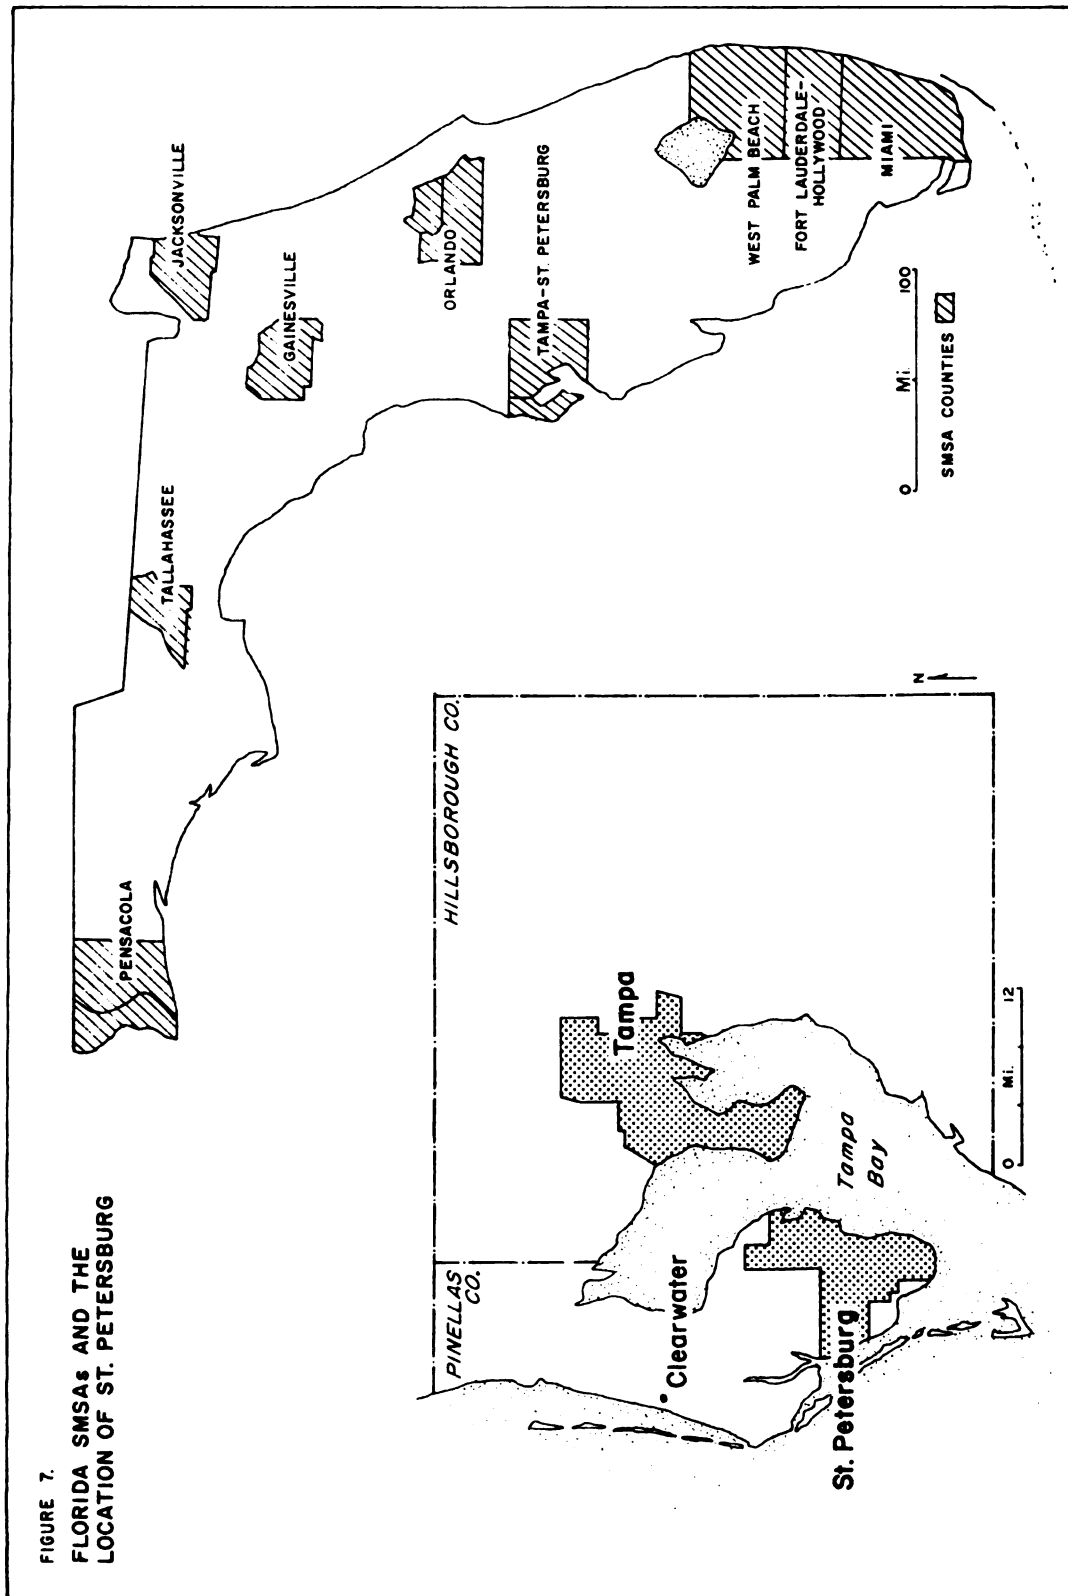 FIGURE 7.
FLORIDA SMSAs AND THE
LOCATION OF ST. PETERSBURG
PENSACOLA
TALLAHASSEE
JACKSONVILLE
GAINESVILLE
ORLANDO
TAMPA-ST. PETERSBURG
WEST PALM BEACH
FORT LAUDERDALE-
HOLLYWOOD
MIAMI
0 Mi. 100
SMSA COUNTIES
N
PINELLAS
CO.
HILLSBOROUGH CO.
Tampa
Clearwater
St. Petersburg
Tampa
Bay
0 Mi. 12